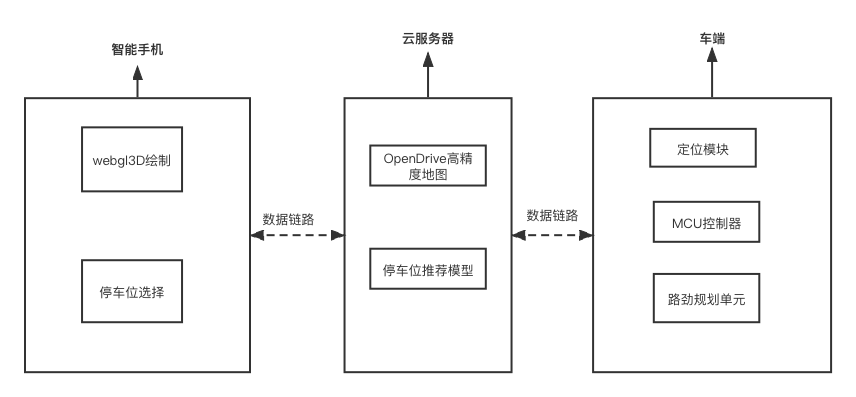 智能手机
云服务器
车端
webgl3D绘制
停车位选择
数据链路
OpenDrive高精
度地图
停车位推荐模型
数据链路
定位模块
MCU控制器
路劲规划单元